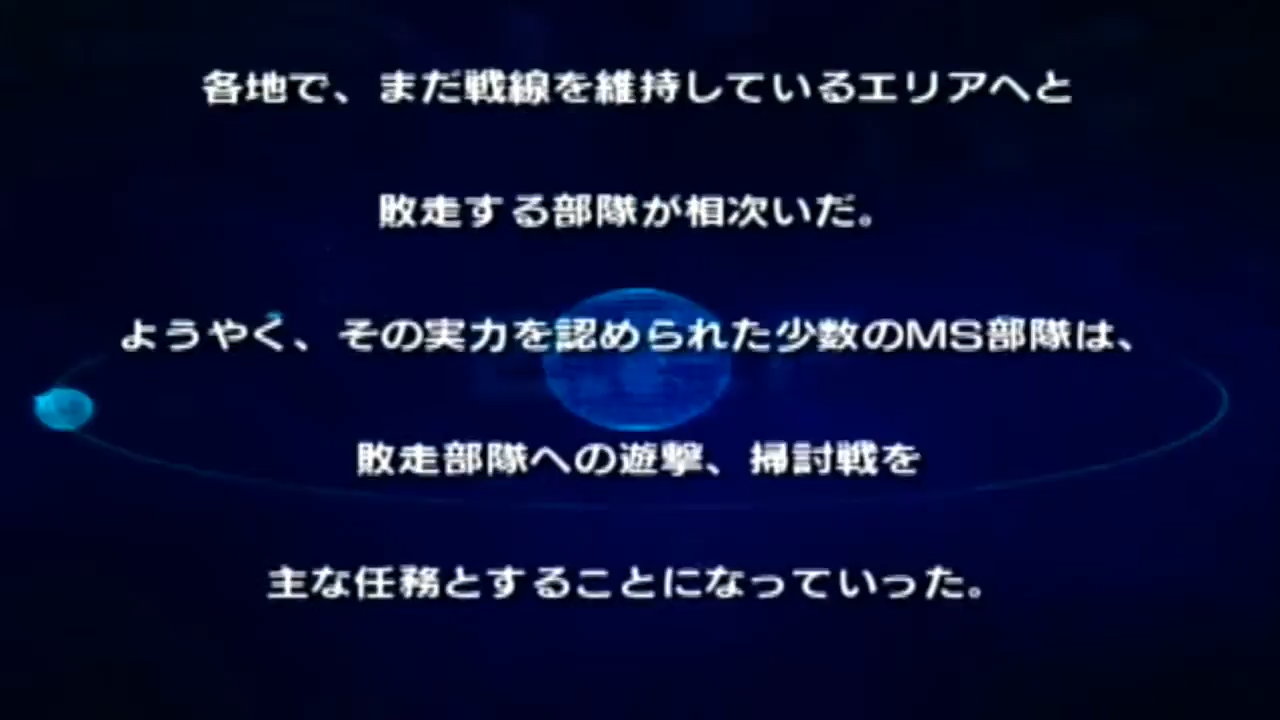 各地で、まだ戦線を維持しているエリアへと
敗走する部隊が相次いだ。
ようやく、その実力を認められた少数のMS部隊は、
敗走部隊への遊撃、掃討戦を
主な任務とすることになっていった。